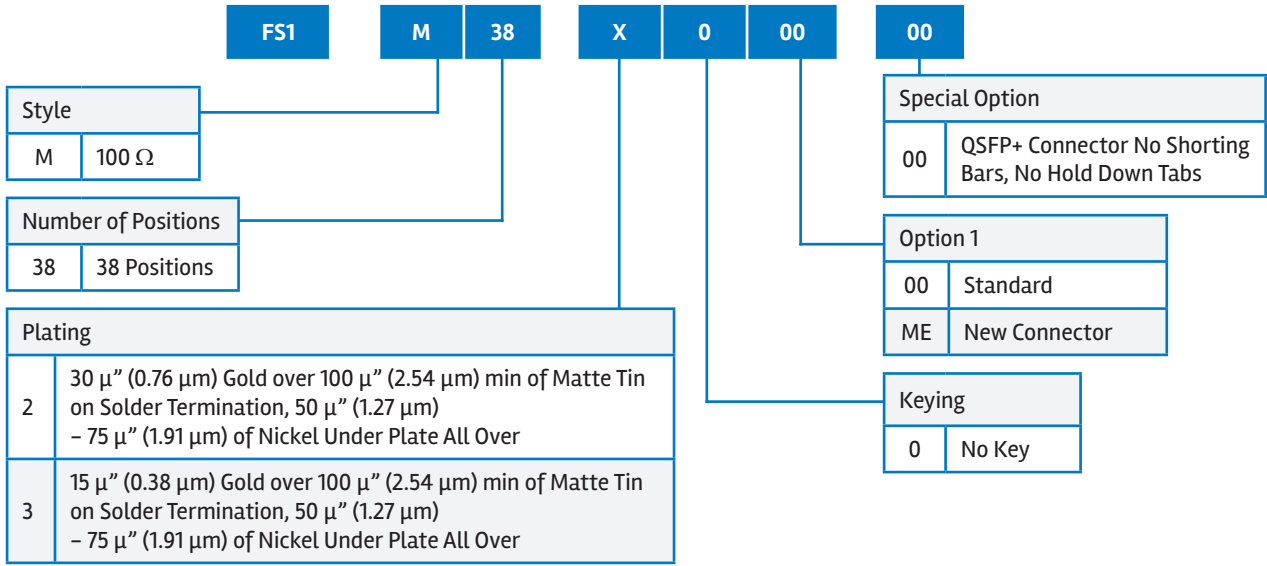 FS1 M 38 X 0 00 00
Style
M 100 Ω
Number of Positions
38 38 Positions
Plating
2 30 µ” (0.76 µm) Gold over 100 µ” (2.54 µm) min of Matte Tin
on Solder Termination, 50 µ” (1.27 µm)
– 75 µ” (1.91 µm) of Nickel Under Plate All Over
3 15 µ” (0.38 µm) Gold over 100 µ” (2.54 µm) min of Matte Tin
on Solder Termination, 50 µ” (1.27 µm)
– 75 µ” (1.91 µm) of Nickel Under Plate All Over
Special Option
00 QSFP+ Connector No Shorting
Bars, No Hold Down Tabs
Option 1
00 Standard
ME New Connector
Keying
0 No Key